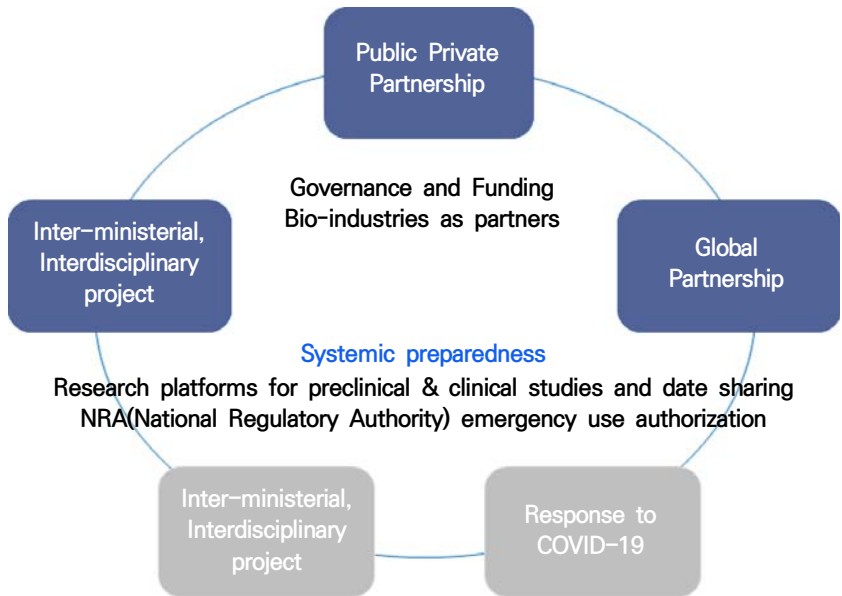 Public Private
Partnership
Governance and Funding
Bio-industries as partners
Inter-ministerial,
Interdisciplinary
project
Global
Partnership
Systemic preparedness
Research platforms for preclinical & clinical studies and date sharing
NRA(National Regulatory Authority) emergency use authorization
Inter-ministerial,
Interdisciplinary
project
Response to
COVID-19